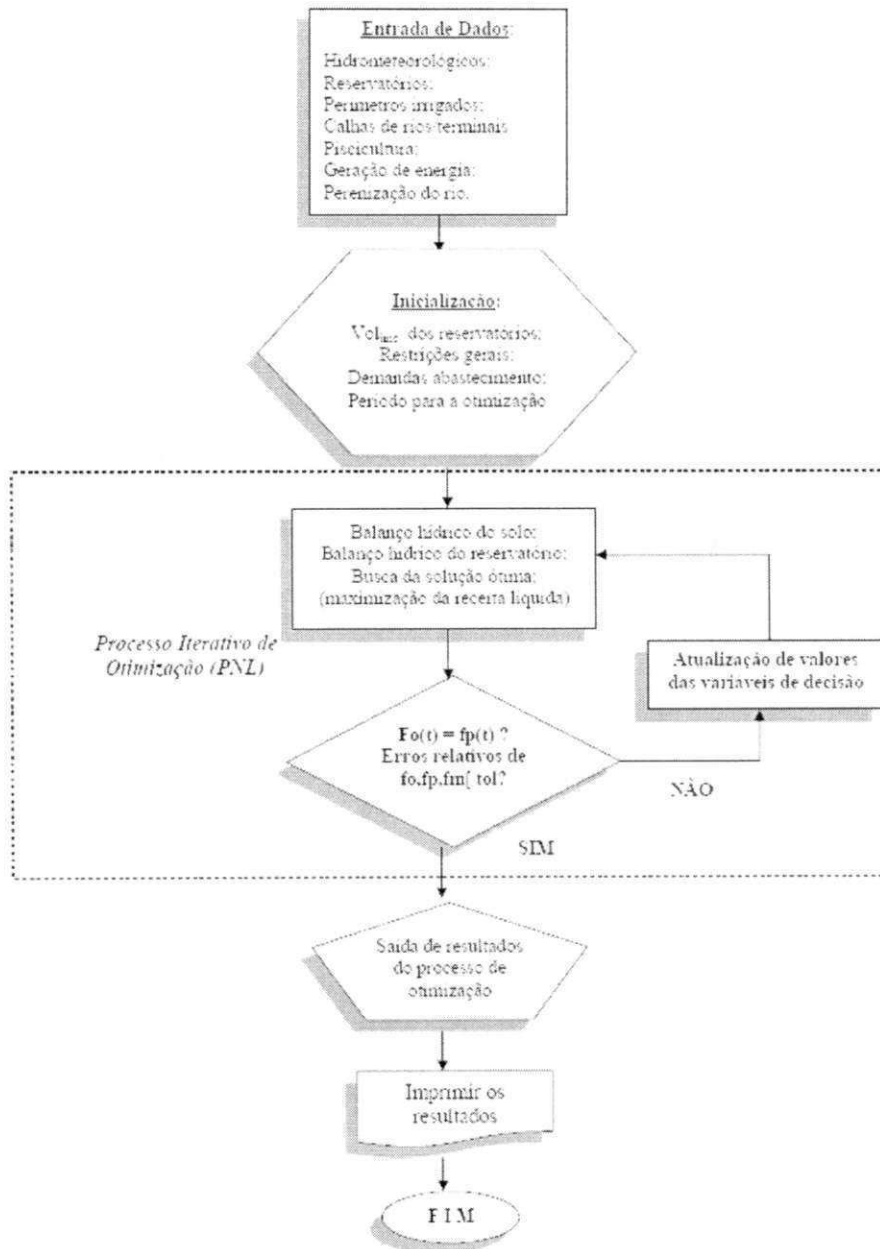 Entrada de Dados:
Hidrometeorológicos;
Reservatórios;
Perímetros irrigados;
Calhas de rios terminais
Piscicultura;
Geração de energia;
Perenização do rio.
Inicialização:
dos reservatórios;
Restrições gerais;
Demandas abastecimento;
Período para a otimização
Balanço hídrico do solo;
Balanço hídrico do reservatório;
Busca da solução ótima;
(maximização da receita líquida)
Processo Iterativo de
Otimização (PNL)
Atualização de valores
das variaveis de decisão
Fo(t) = fp(t) ?
Erros relativos de
fo,fp,fm[ tol?
NÃO
SIM
Saída de resultados
do processo de
otimização
Imprimir os
resultados
F I M